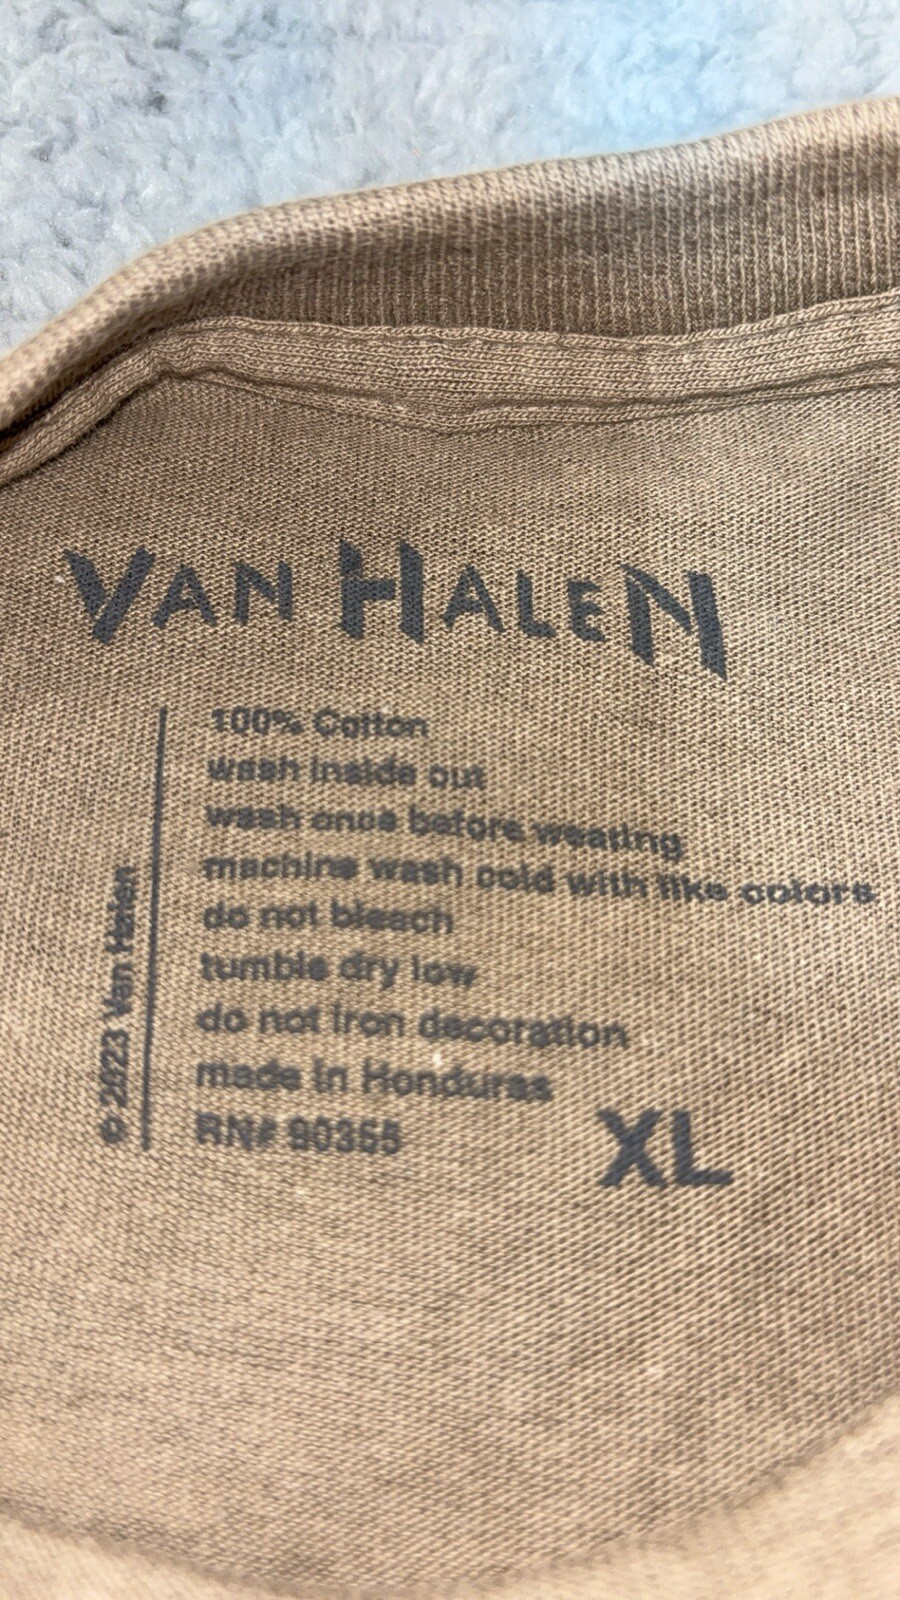 VAN HALEN
100% Cotton
wash inside out
wash once before wearing
machine wash cold with like colors
do not bleach
tumble dry low
do not iron decoration
made in Honduras
RN# 90355
XL
© 2023 Van Halen